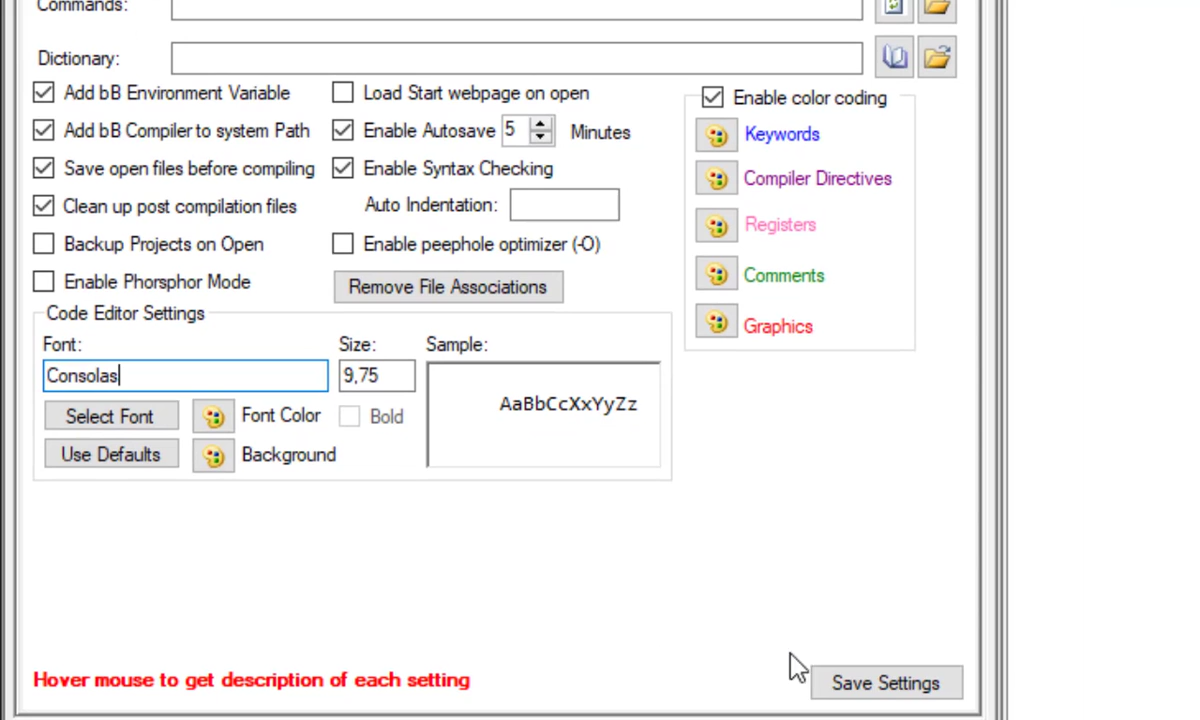 Commands:
Dictionary:
Add bB Environment Variable
Load Start webpage on open
Enable color coding
Add bB Compiler to system Path
Enable Autosave 5 Minutes
Keywords
Save open files before compiling
Enable Syntax Checking
Compiler Directives
Clean up post compilation files
Auto Indentation:
Registers
Backup Projects on Open
Enable peephole optimizer (-O)
Comments
Enable Phorsphor Mode
Remove File Associations
Graphics
Code Editor Settings
Font: Size: Sample:
Consolas 9,75
AaBbCcXxYyZz
Select Font Font Color Bold
Use Defaults Background
Hover mouse to get description of each setting
Save Settings